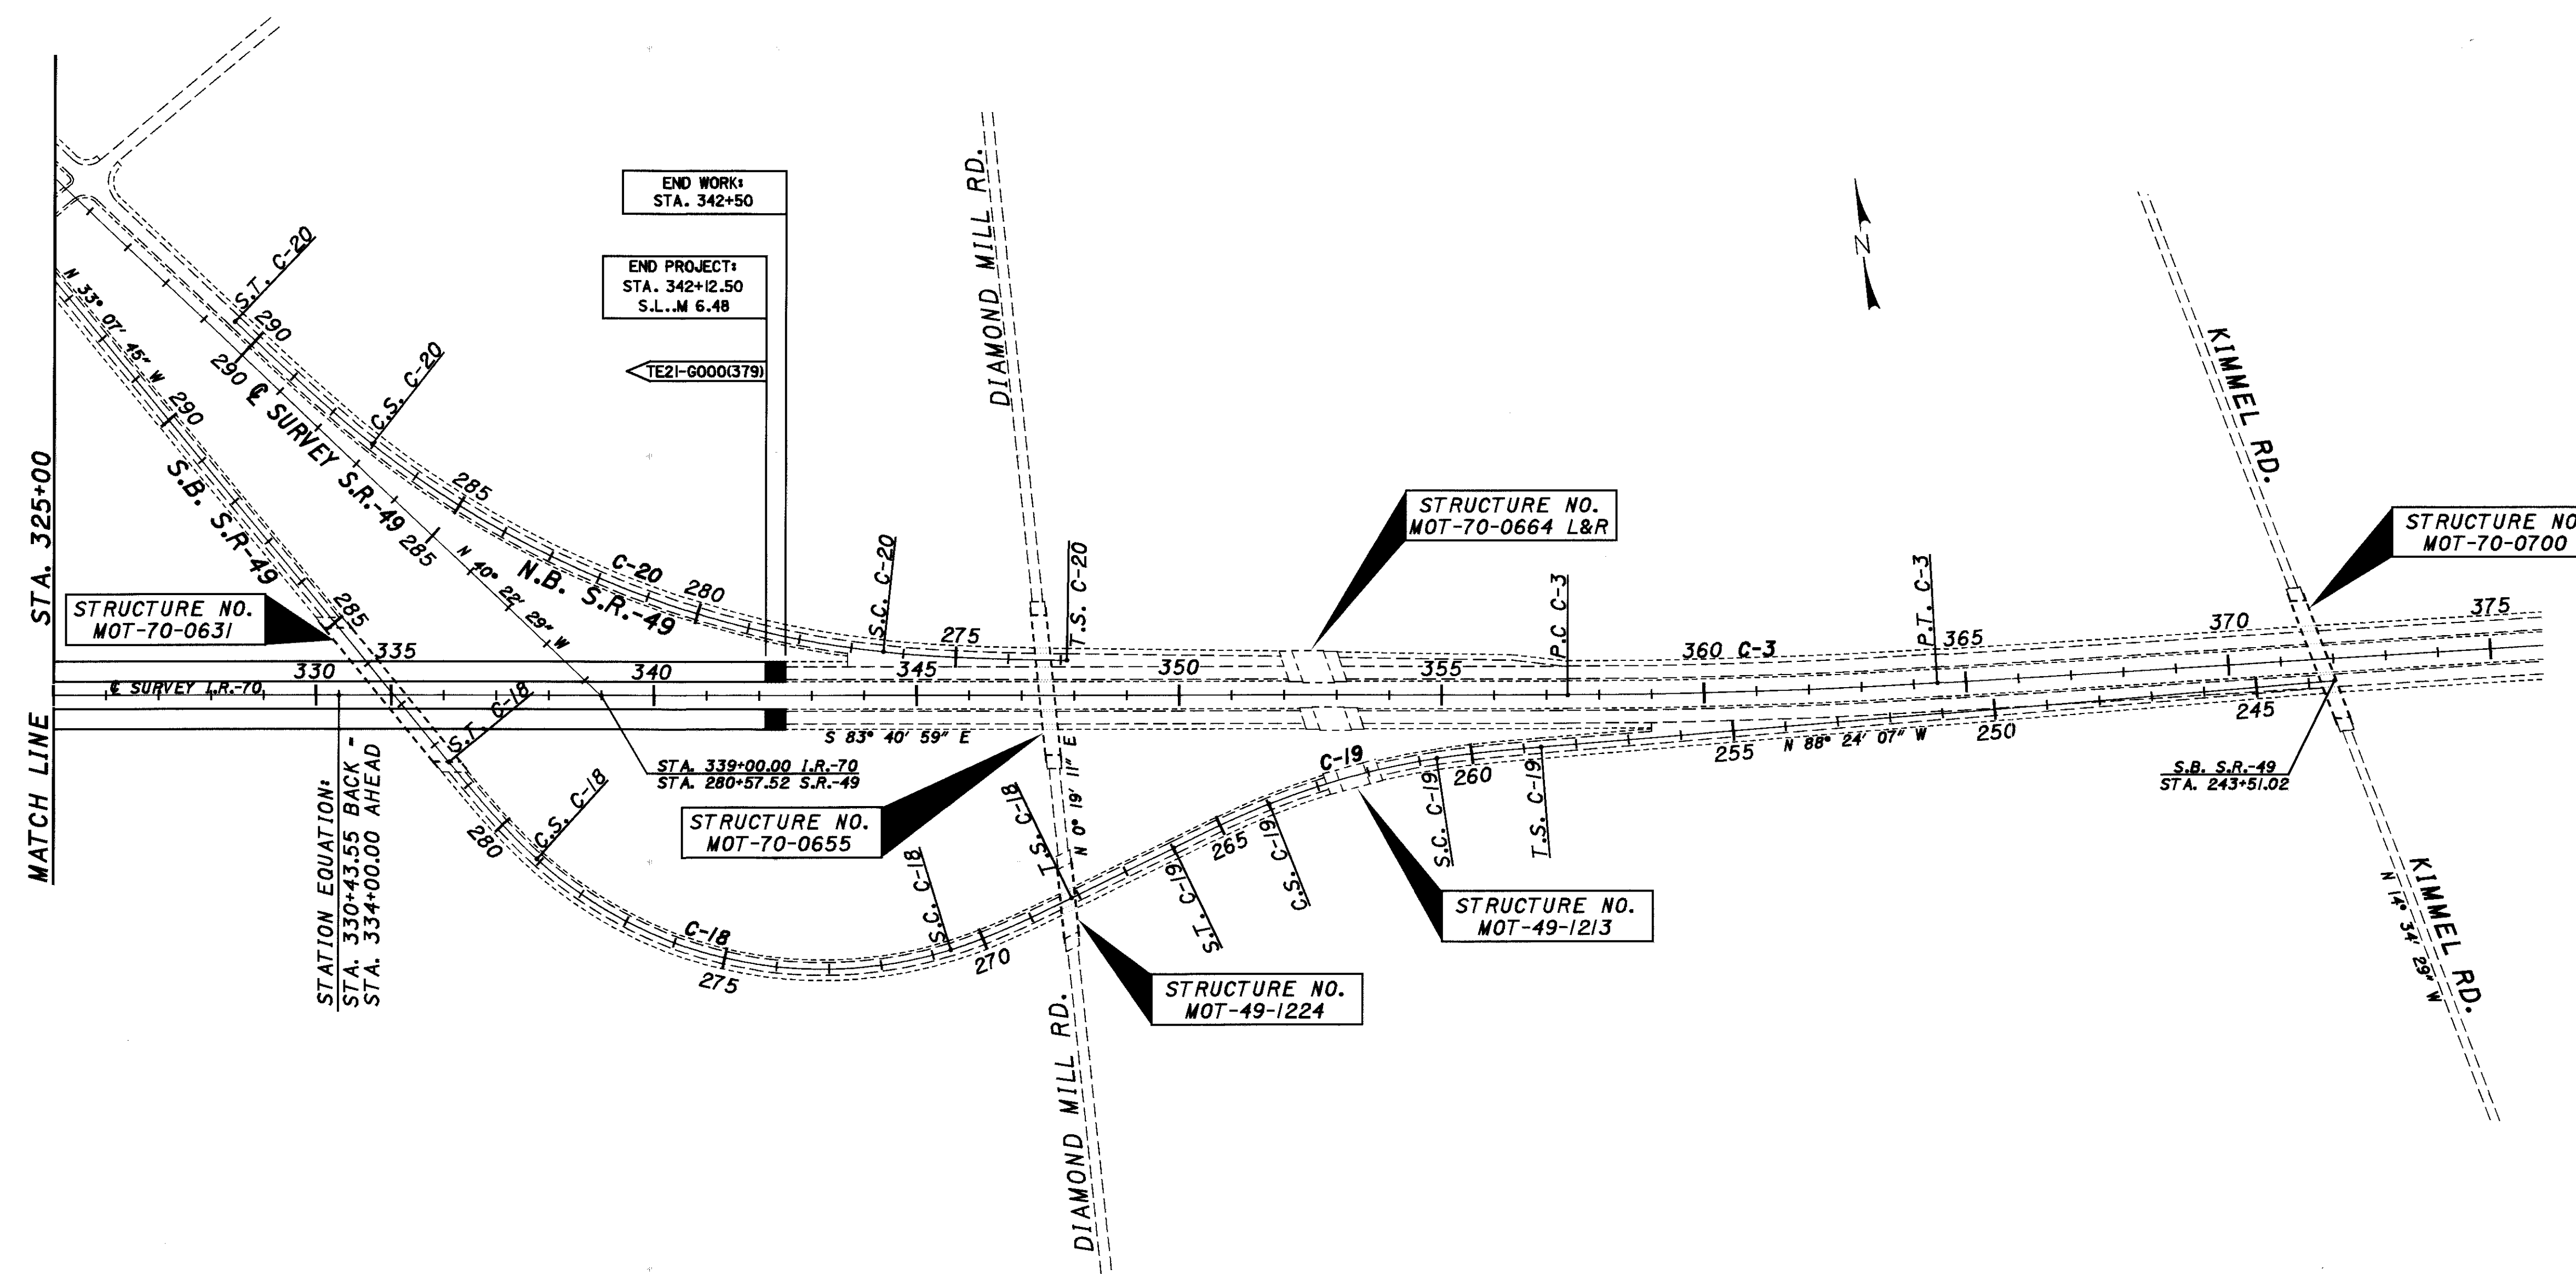 MATCH LINE STA. 325+00
N 33° 07' 45" W
290
S.B. S.R-49
285
STRUCTURE NO.
MOT-70-0631
℄ SURVEY I.R.-70
330
335
STATION EQUATION:
STA. 330+43.55 BACK =
STA. 334+00.00 AHEAD
S.T. C-20
290
290
℄ SURVEY S.R.-49
C.S. C-20
285
285
N 40° 22' 29" W
N.B. S.R.-49
C-20
280
END WORK:
STA. 342+50
END PROJECT:
STA. 342+12.50
S.L..M 6.48
TE21-G000(379)
340
STA. 339+00.00 I.R.-70
STA. 280+57.52 S.R.-49
S.T. C-18
C.S. C-18
280
C-18
275
S.C. C-18
270
T.S. C-18
S.C. C-20
275
T.S. C-20
DIAMOND MILL RD.
345
350
355
S 83° 40' 59" E
N 0° 19' 11" E
STRUCTURE NO.
MOT-70-0655
DIAMOND MILL RD.
STRUCTURE NO.
MOT-49-1224
S.T. C-19
265
C.S. C-19
C-19
S.C. C-19
260
T.S. C-19
STRUCTURE NO.
MOT-49-1213
STRUCTURE NO.
MOT-70-0664 L&R
P.C C-3
360
C-3
P.T. C-3
365
370
375
255
N 88° 24' 07" W
250
245
N
KIMMEL RD.
STRUCTURE NO
MOT-70-0700
S.B. S.R.-49
STA. 243+51.02
KIMMEL RD.
N 14° 34' 29" W